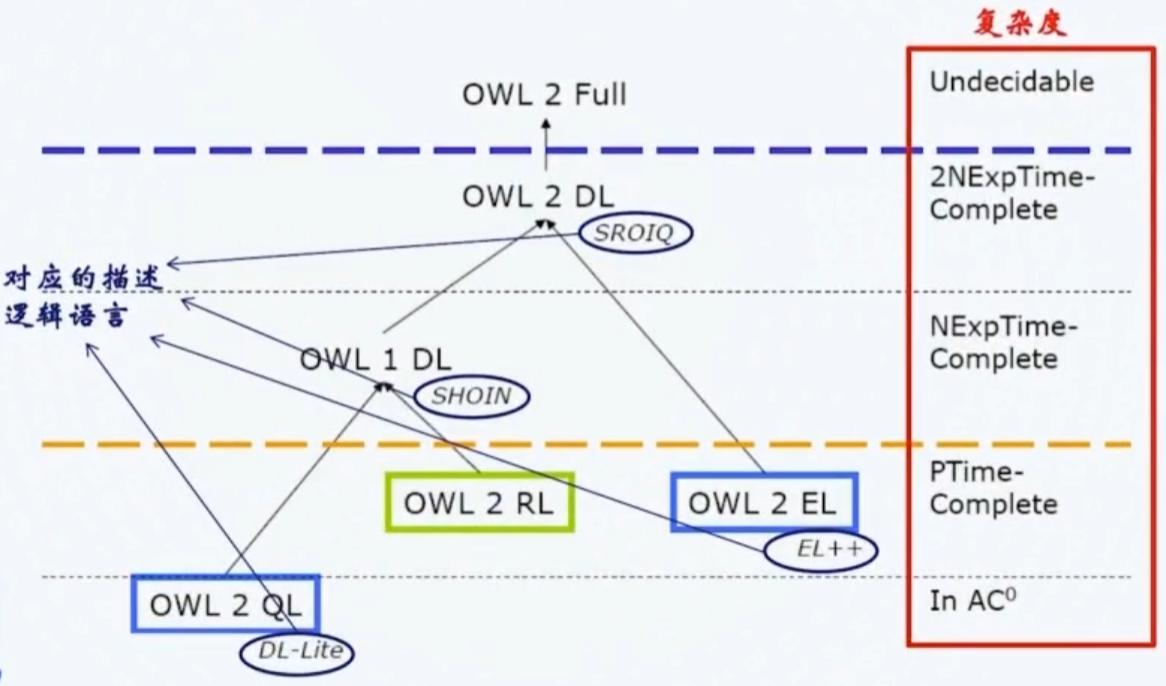 复杂度
Undecidable
OWL 2 Full
2NExpTime-
Complete
OWL 2 DL
SROIQ
对应的描述
逻辑语言
NExpTime-
Complete
OWL 1 DL
SHOIN
PTime-
Complete
OWL 2 RL
OWL 2 EL
EL++
In AC⁰
OWL 2 QL
DL-Lite